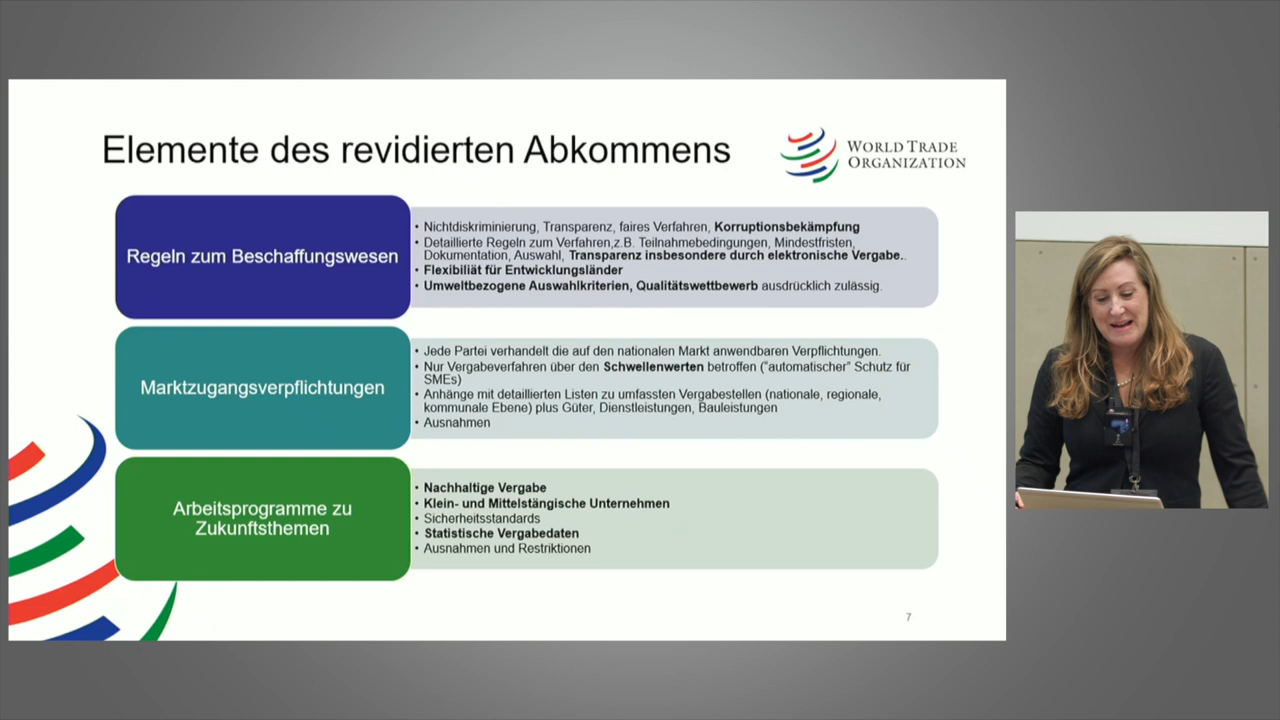 Elemente des revidierten Abkommens
WORLD TRADE
ORGANIZATION
Regeln zum Beschaffungswesen
• Nichtdiskriminierung, Transparenz, faires Verfahren, Korruptionsbekämpfung
• Detaillierte Regeln zum Verfahren,z.B. Teilnahmebedingungen, Mindestfristen,
Dokumentation, Auswahl, Transparenz insbesondere durch elektronische Vergabe..
• Flexibiliät für Entwicklungsländer
• Umweltbezogene Auswahlkriterien, Qualitätswettbewerb ausdrücklich zulässig.
Marktzugangsverpflichtungen
• Jede Partei verhandelt die auf den nationalen Markt anwendbaren Verpflichtungen.
• Nur Vergabeverfahren über den Schwellenwerten betroffen ("automatischer" Schutz für
SMEs)
• Anhänge mit detaillierten Listen zu umfassten Vergabestellen (nationale, regionale,
kommunale Ebene) plus Güter, Dienstleistungen, Bauleistungen
• Ausnahmen
Arbeitsprogramme zu
Zukunftsthemen
• Nachhaltige Vergabe
• Klein- und Mittelstängische Unternehmen
• Sicherheitsstandards
• Statistische Vergabedaten
• Ausnahmen und Restriktionen
7